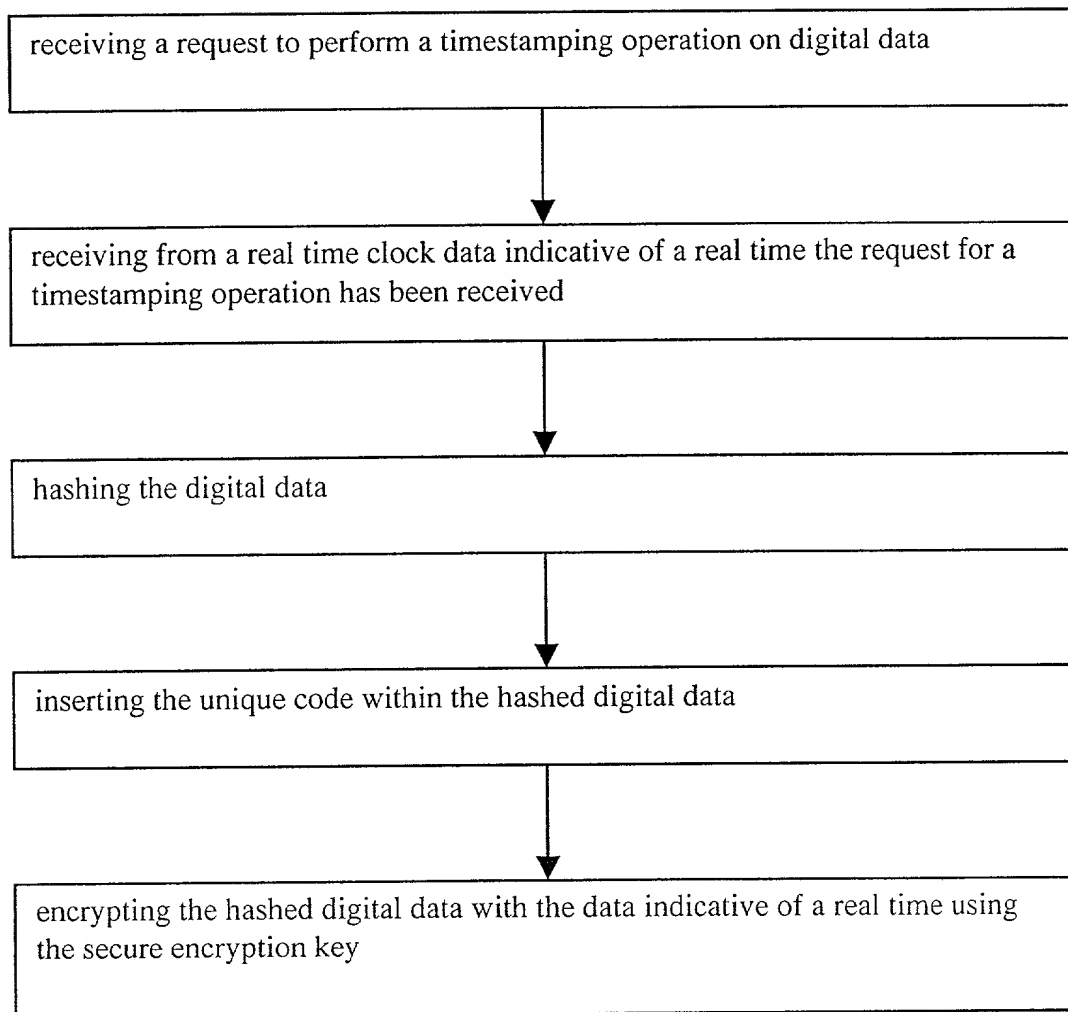 receiving a request to perform a timestamping operation on digital data
receiving from a real time clock data indicative of a real time the request for a
timestamping operation has been received
hashing the digital data
inserting the unique code within the hashed digital data
encrypting the hashed digital data with the data indicative of a real time using
the secure encryption key